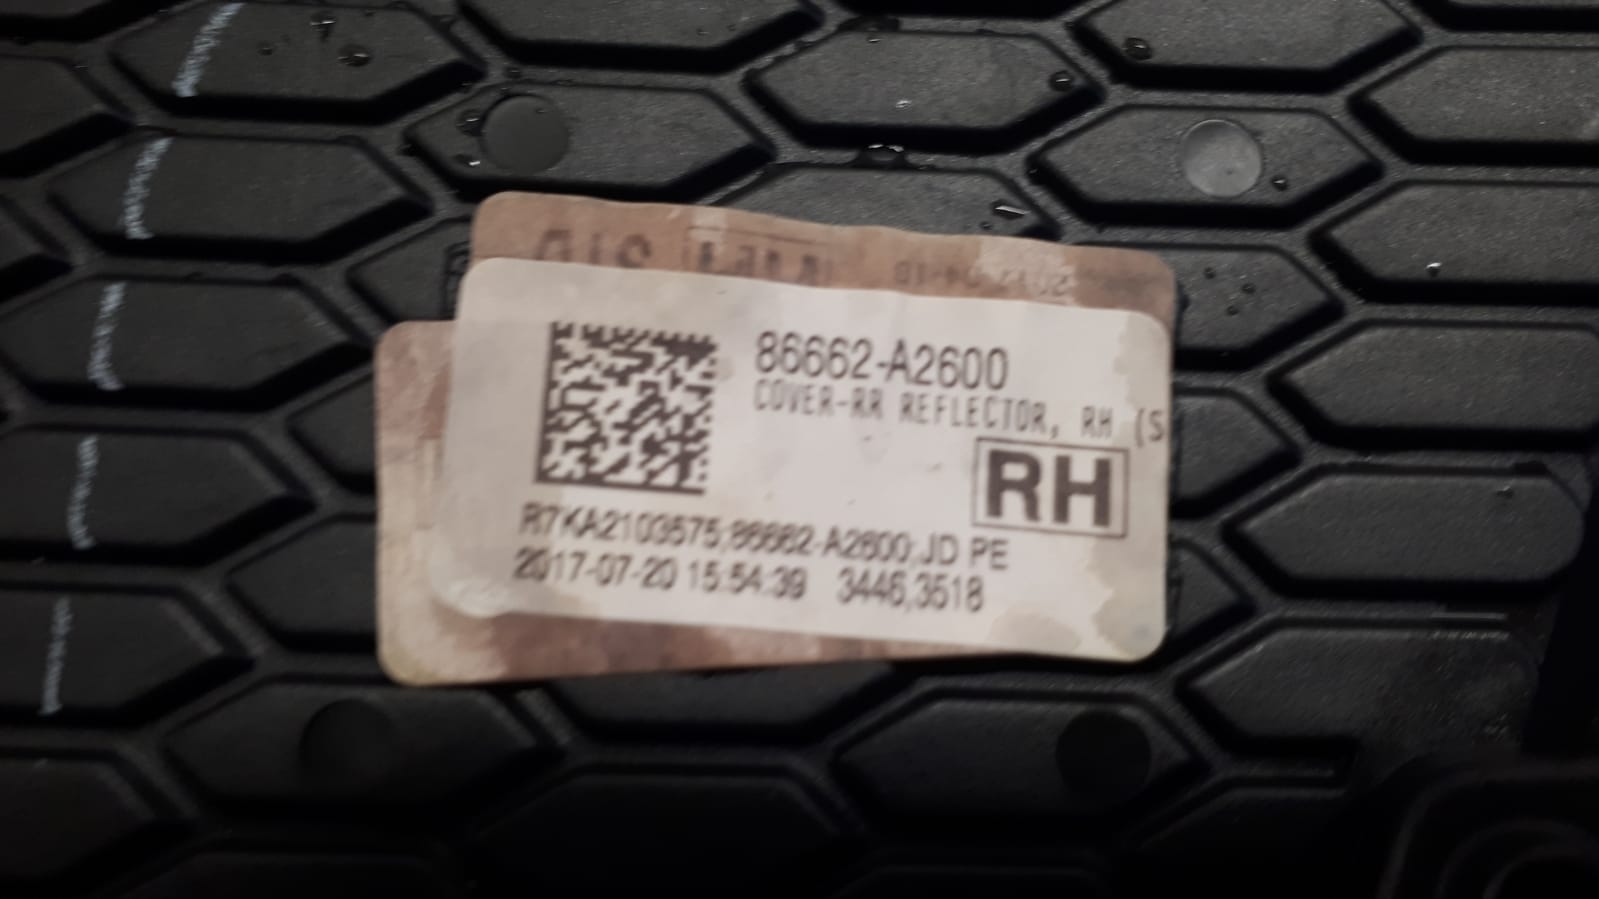 86662-A2600
COVER-RR REFLECTOR, RH (S
RH
R7KA2103575;86662-A2600;JD PE
2017-07-20 15:54:39 3446,3518